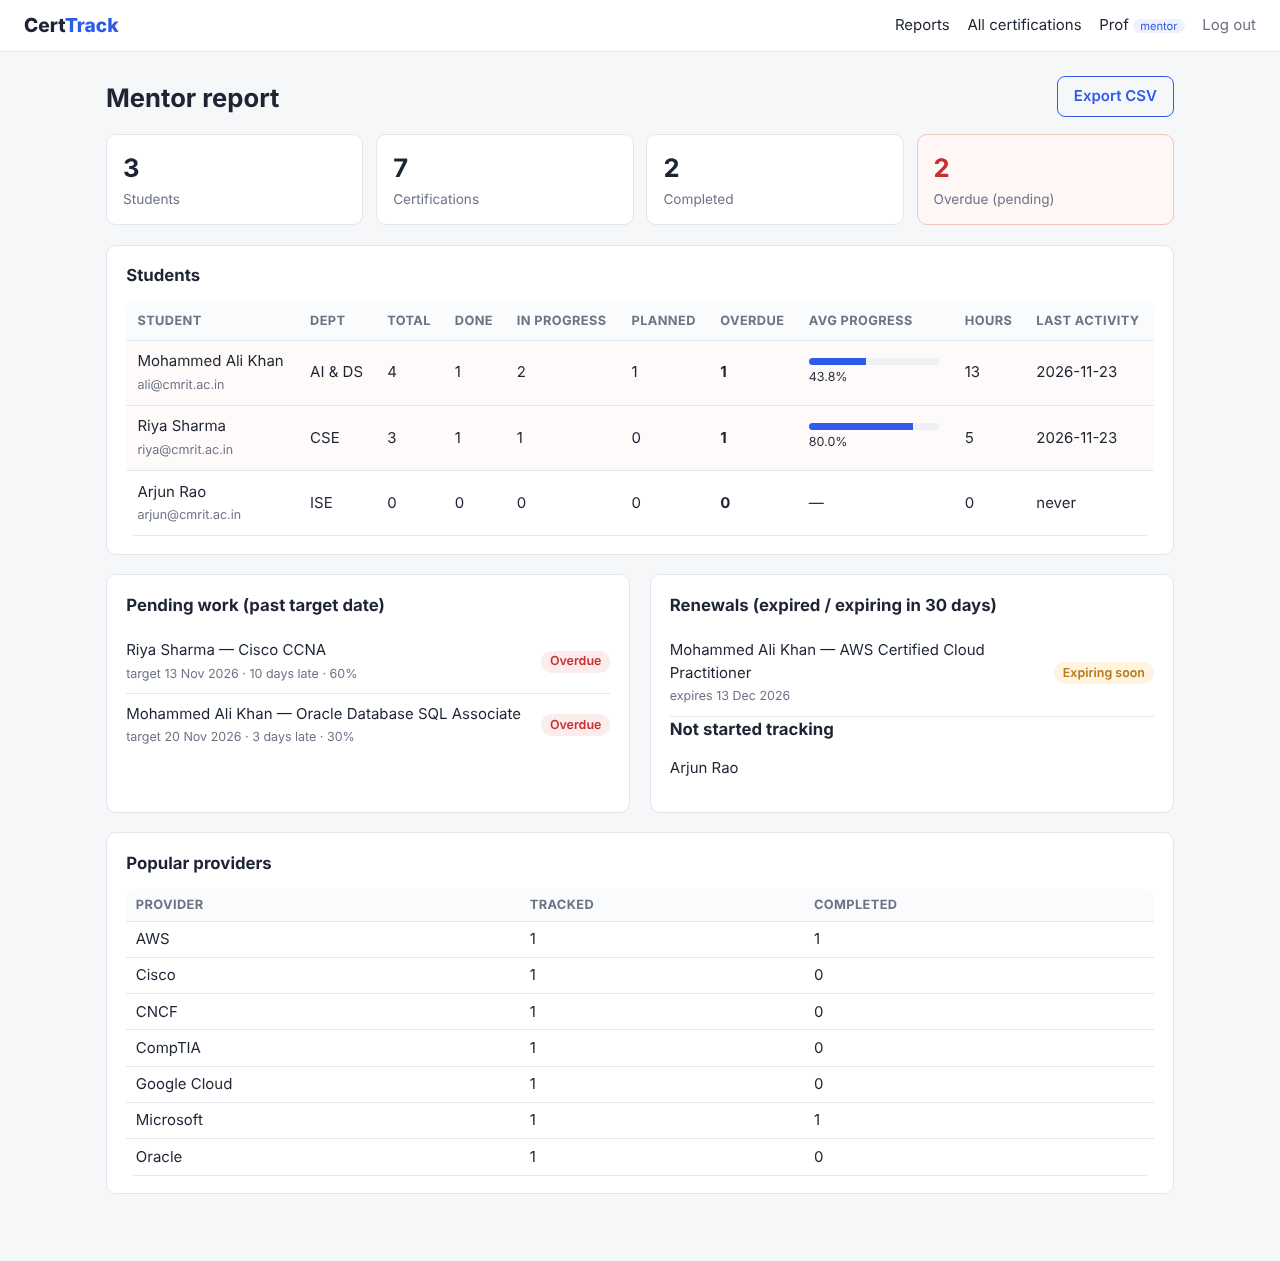 CertTrack
Reports All certifications Prof mentor Log out
Mentor report
Export CSV
3
Students
7
Certifications
2
Completed
2
Overdue (pending)
Students
STUDENT DEPT TOTAL DONE IN PROGRESS PLANNED OVERDUE AVG PROGRESS HOURS LAST ACTIVITY
Mohammed Ali Khan
ali@cmrit.ac.in
AI & DS 4 1 2 1 1 43.8% 13 2026-11-23
Riya Sharma
riya@cmrit.ac.in
CSE 3 1 1 0 1 80.0% 5 2026-11-23
Arjun Rao
arjun@cmrit.ac.in
ISE 0 0 0 0 0 — 0 never
Pending work (past target date)
Riya Sharma — Cisco CCNA
target 13 Nov 2026 · 10 days late · 60%
Overdue
Mohammed Ali Khan — Oracle Database SQL Associate
target 20 Nov 2026 · 3 days late · 30%
Overdue
Renewals (expired / expiring in 30 days)
Mohammed Ali Khan — AWS Certified Cloud
Practitioner
expires 13 Dec 2026
Expiring soon
Not started tracking
Arjun Rao
Popular providers
PROVIDER TRACKED COMPLETED
AWS 1 1
Cisco 1 0
CNCF 1 0
CompTIA 1 0
Google Cloud 1 0
Microsoft 1 1
Oracle 1 0